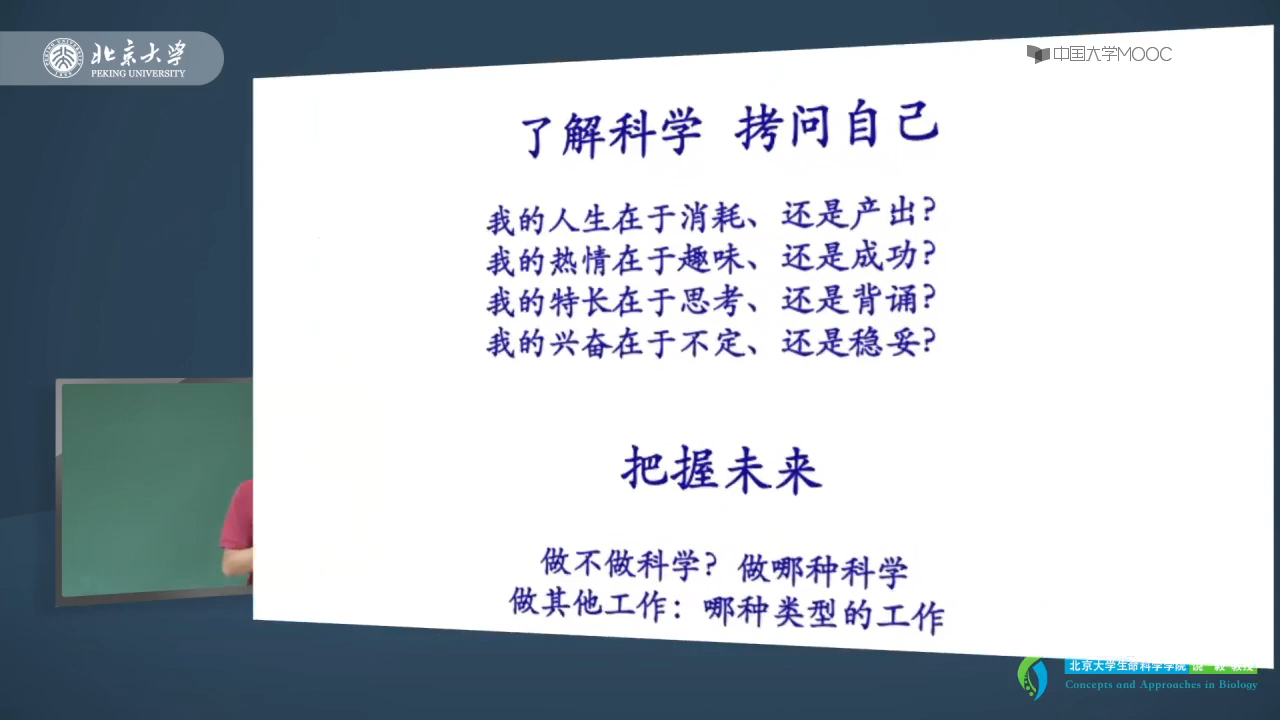 北京大学
PEKING UNIVERSITY
中国大学MOOC
了解科学 拷问自己
我的人生在于消耗、还是产出?
我的热情在于趣味、还是成功?
我的特长在于思考、还是背诵?
我的兴奋在于不定、还是稳妥?
把握未来
做不做科学? 做哪种科学
做其他工作: 哪种类型的工作
北京大学生命科学学院 饶 毅 教授
Concepts and Approaches in Biology